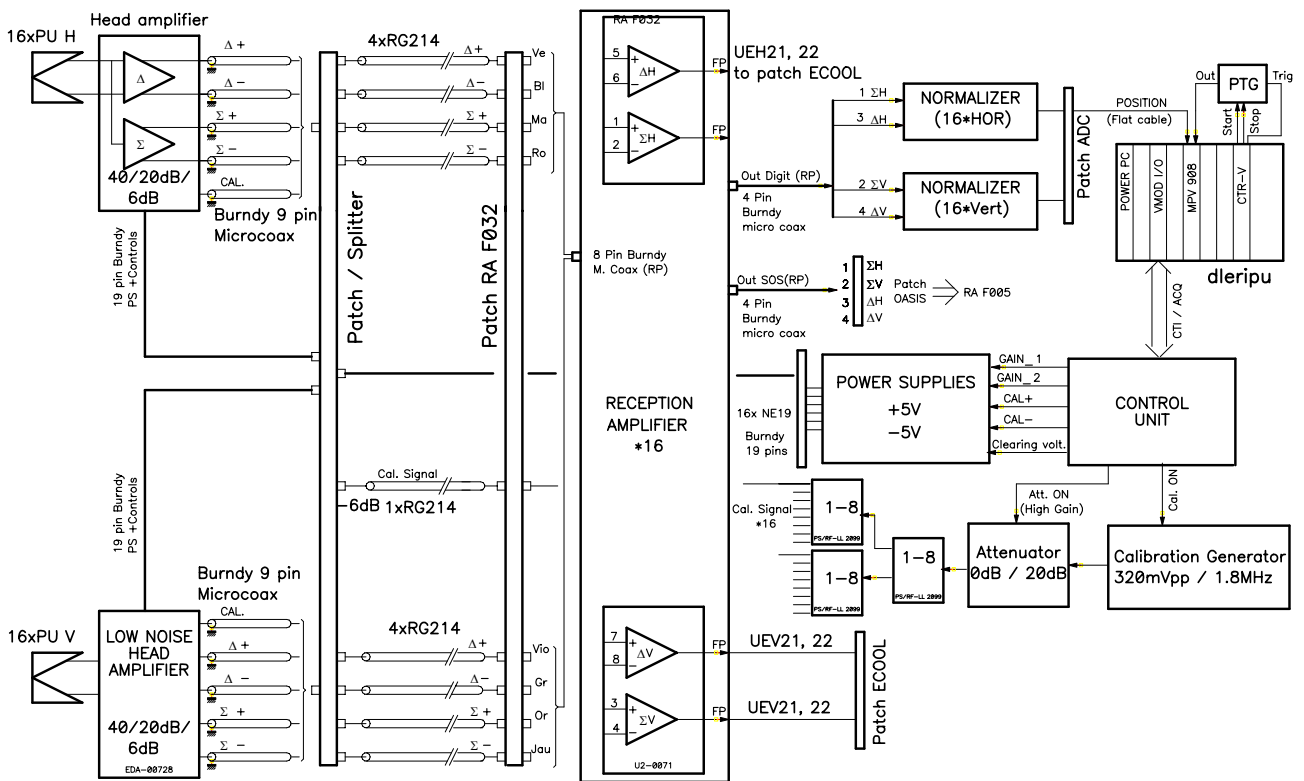 Head amplifier
16xPU H
Δ
Σ
40/20dB/
6dB
Δ +
Δ −
Σ +
Σ −
CAL.
Burndy 9 pin
Microcoax
19 pin Burndy
PS +Controls
4xRG214
Δ+
Δ−
Σ +
Σ −
Patch / Splitter
Patch RA F032
Ve
Bl
Ma
Ro
8 Pin Burndy
M. Coax (RP)
RA F032
5
6
+
−
ΔH
1
2
+
−
ΣH
FP
FP
UEH21, 22
to patch ECOOL
1 ΣH
3 ΔH
NORMALIZER
(16*HOR)
Out Digit (RP)
4 Pin
Burndy
micro coax
2 ΣV
4 ΔV
NORMALIZER
(16*Vert)
Patch ADC
POSITION
(Flat cable)
Out
PTG
Trig
Start
Stop
POWER PC
VMOD I/O
MPV 908
CTR-V
dleripu
Out SOS(RP)
4 Pin
Burndy
micro coax
1 ΣH
2 ΣV
3 ΔH
4 ΔV
Patch
OASIS
RA F005
CTI / ACQ
RECEPTION
AMPLIFIER
*16
16x NE19
Burndy
19 pins
POWER SUPPLIES
+5V
−5V
GAIN_1
GAIN_2
CAL+
CAL−
Clearing volt.
CONTROL
UNIT
Cal. Signal
−6dB
1xRG214
Cal. Signal
*16
1-8
PS/RF-LL 2099
1-8
PS/RF-LL 2099
1-8
PS/RF-LL 2099
Att. ON
(High Gain)
Cal. ON
Attenuator
0dB / 20dB
Calibration Generator
320mVpp / 1.8MHz
19 pin Burndy
PS +Controls
Burndy 9 pin
Microcoax
16xPU V
LOW NOISE
HEAD
AMPLIFIER
40/20dB/
6dB
EDA-00728
CAL.
Δ +
Δ −
Σ +
Σ −
4xRG214
Δ +
Δ−
Σ +
Σ −
Vio
Gr
Or
Jau
7
8
+
−
ΔV
3
4
+
−
ΣV
U2-0071
FP
FP
UEV21, 22
UEV21, 22
Patch ECOOL